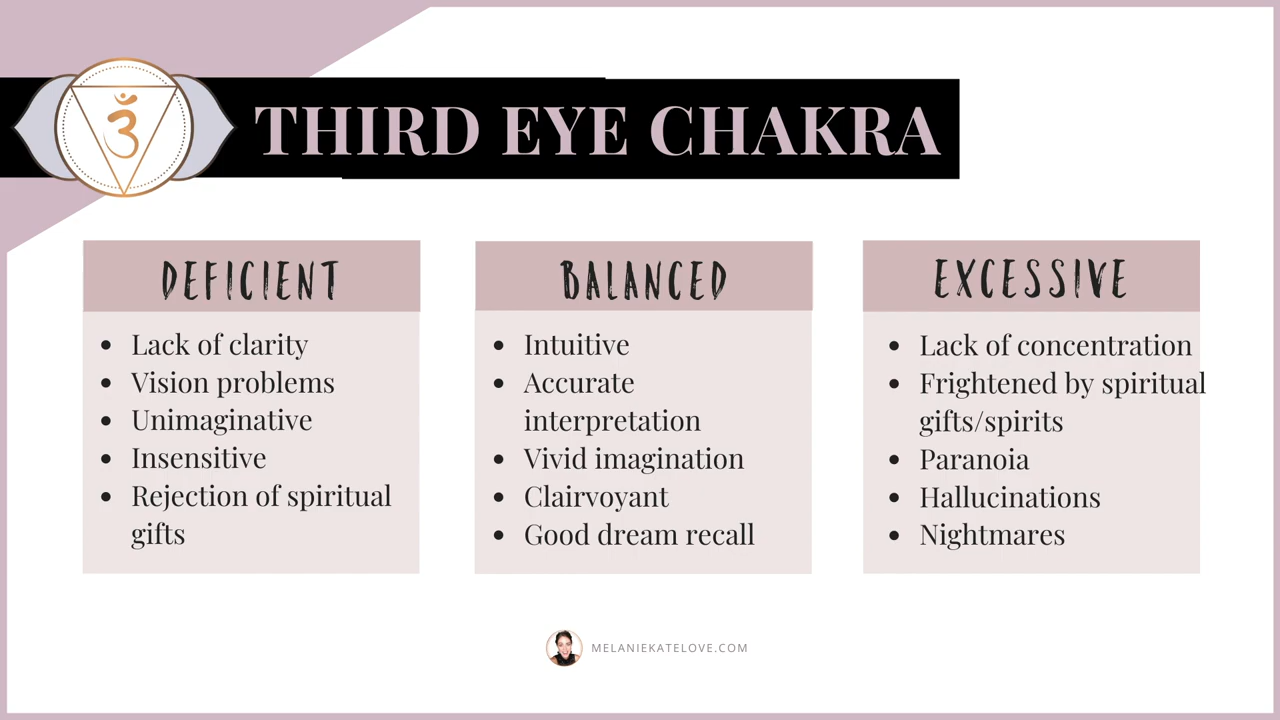 ॐ
THIRD EYE CHAKRA
DEFICIENT
• Lack of clarity
• Vision problems
• Unimaginative
• Insensitive
• Rejection of spiritual
gifts
BALANCED
• Intuitive
• Accurate
interpretation
• Vivid imagination
• Clairvoyant
• Good dream recall
EXCESSIVE
• Lack of concentration
• Frightened by spiritual
gifts/spirits
• Paranoia
• Hallucinations
• Nightmares
MELANIEKATELOVE.COM